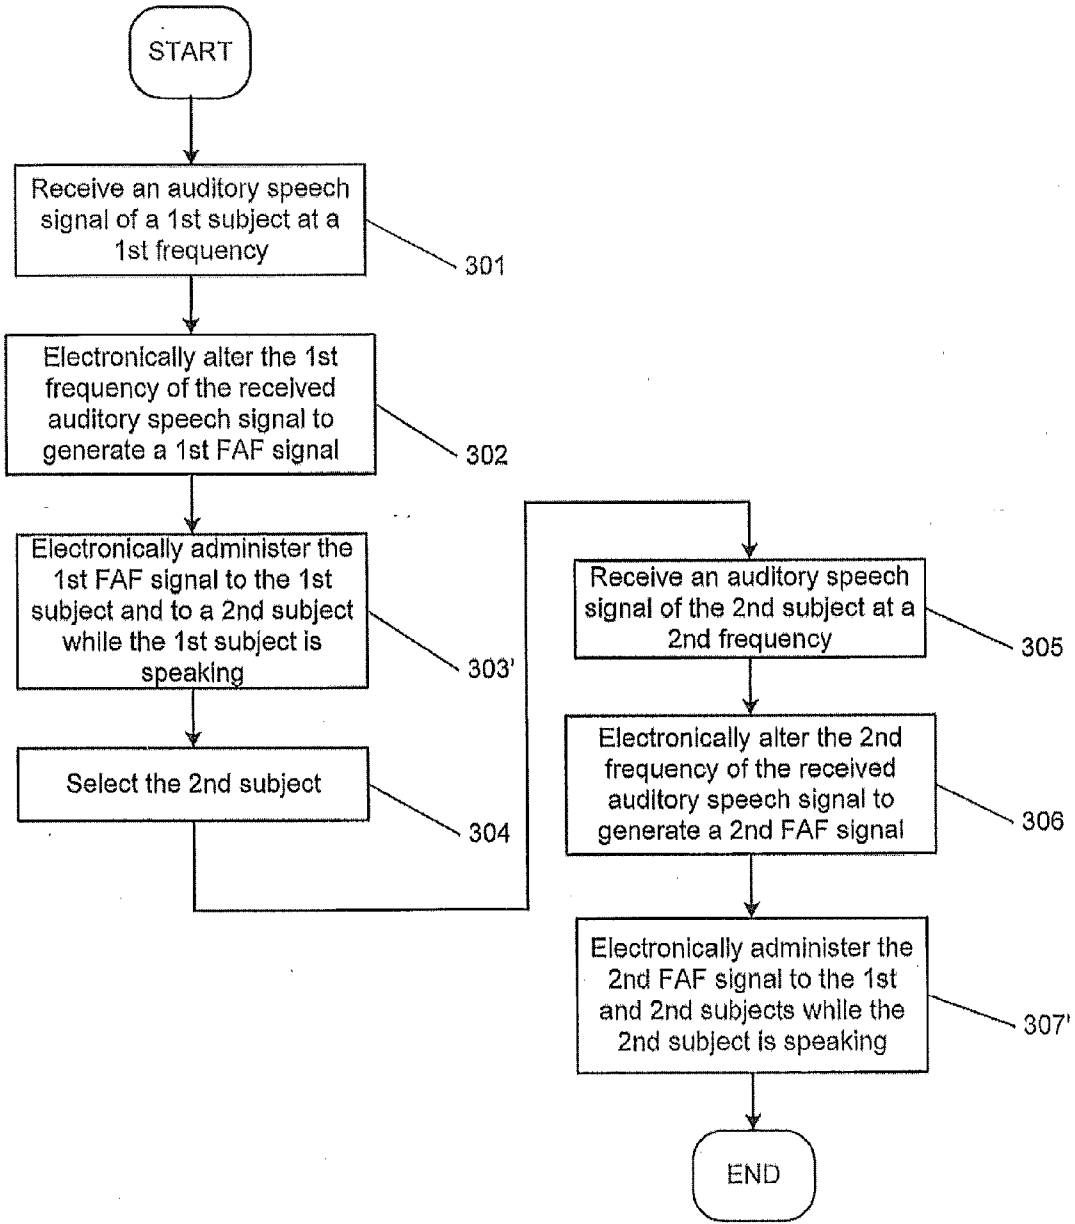 START
Receive an auditory speech
signal of a 1st subject at a
1st frequency
301
Electronically alter the 1st
frequency of the received
auditory speech signal to
generate a 1st FAF signal
302
Electronically administer the
1st FAF signal to the 1st
subject and to a 2nd subject
while the 1st subject is
speaking
303'
Select the 2nd subject
304
Receive an auditory speech
signal of the 2nd subject at a
2nd frequency
305
Electronically alter the 2nd
frequency of the received
auditory speech signal to
generate a 2nd FAF signal
306
Electronically administer the
2nd FAF signal to the 1st
and 2nd subjects while the
2nd subject is speaking
307'
END